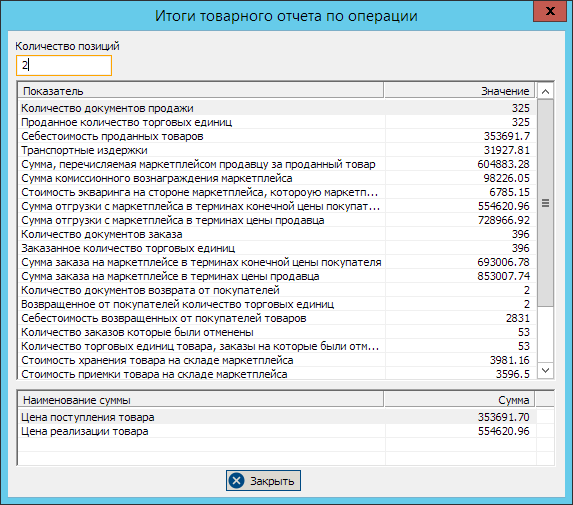 Итоги товарного отчета по операции
Количество позиций
2
Показатель Значение
Количество документов продажи 325
Проданное количество торговых единиц 325
Себестоимость проданных товаров 353691.7
Транспортные издержки 31927.81
Сумма, перечисляемая маркетплейсом продавцу за проданный товар 604883.28
Сумма комиссионого вознаграждения маркетплейса 98226.05
Стоимость экваринга на стороне маркетплейса, котороую маркетп... 6785.15
Сумма отгрузки с маркетплейса в терминах конечной цены покупат... 554620.96
Сумма отгрузки с маркетплейса в терминах цены продавца 728966.92
Количество документов заказа 396
Заказанное количество торговых единиц 396
Сумма заказа на маркетплейсе в терминах конечной цены покупателя 693006.78
Сумма заказа на маркетплейсе в терминах цены продавца 853007.74
Количество документов возврата от покупателей 2
Возвращенное от покупателей количество торговых единиц 2
Себестоимость возвращенных от покупателей товаров 2831
Количество заказов которые были отменены 53
Количество торговых единиц товара, заказы на которые были отм... 53
Стоимость хранения товара на складе маркетплейса 3981.16
Стоимость приемки товара на складе маркетплейса 3596.5
Наименование суммы Сумма
Цена поступления товара 353691.70
Цена реализации товара 554620.96
Закрыть